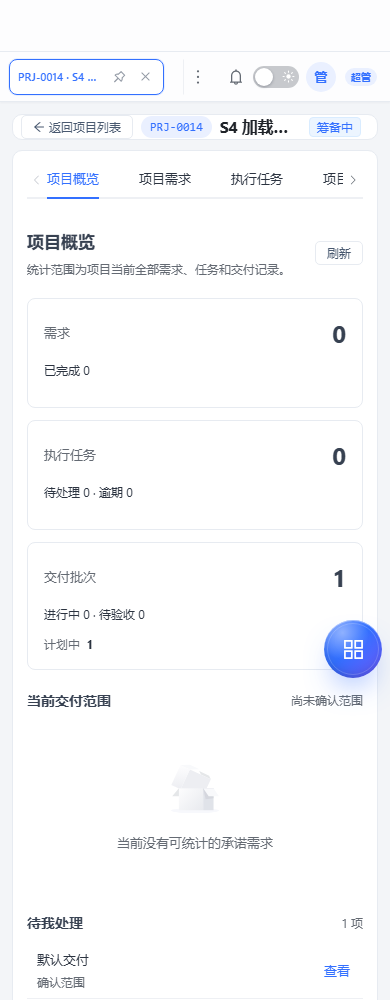 PRJ-0014 · S4 ...
管
超管
返回项目列表
PRJ-0014
S4 加载...
筹备中
项目概览
项目需求
执行任务
项目概览
统计范围为项目当前全部需求、任务和交付记录。
刷新
需求
0
已完成 0
执行任务
0
待处理 0 · 逾期 0
交付批次
1
进行中 0 · 待验收 0
计划中 1
当前交付范围
尚未确认范围
当前没有可统计的承诺需求
待我处理
1 项
默认交付
确认范围
查看